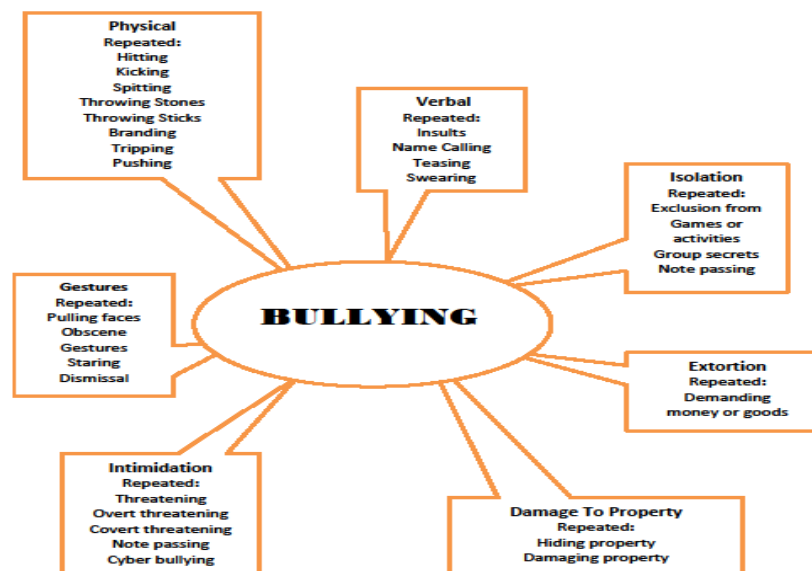 Physical
Repeated:
Hitting
Kicking
Spitting
Throwing Stones
Throwing Sticks
Branding
Tripping
Pushing
Verbal
Repeated:
Insults
Name Calling
Teasing
Swearing
Isolation
Repeated:
Exclusion from
Games or
activities
Group secrets
Note passing
Gestures
Repeated:
Pulling faces
Obscene
Gestures
Staring
Dismissal
BULLYING
Extortion
Repeated:
Demanding
money or goods
Intimidation
Repeated:
Threatening
Overt threatening
Covert threatening
Note passing
Cyber bullying
Damage To Property
Repeated:
Hiding property
Damaging property